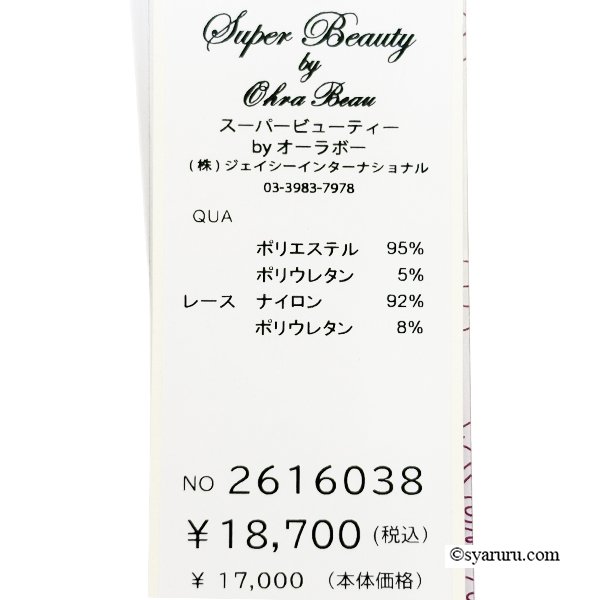 Super Beauty
by
Ohra Beau
スーパービューティー
by オーラボー
(株)ジェイシーインターナショナル
03-3983-7978
QUA
ポリエステル 95%
ポリウレタン 5%
レース ナイロン 92%
ポリウレタン 8%
NO 2616038
¥18,700 (税込)
¥ 17,000 (本体価格)
©syaruru.com